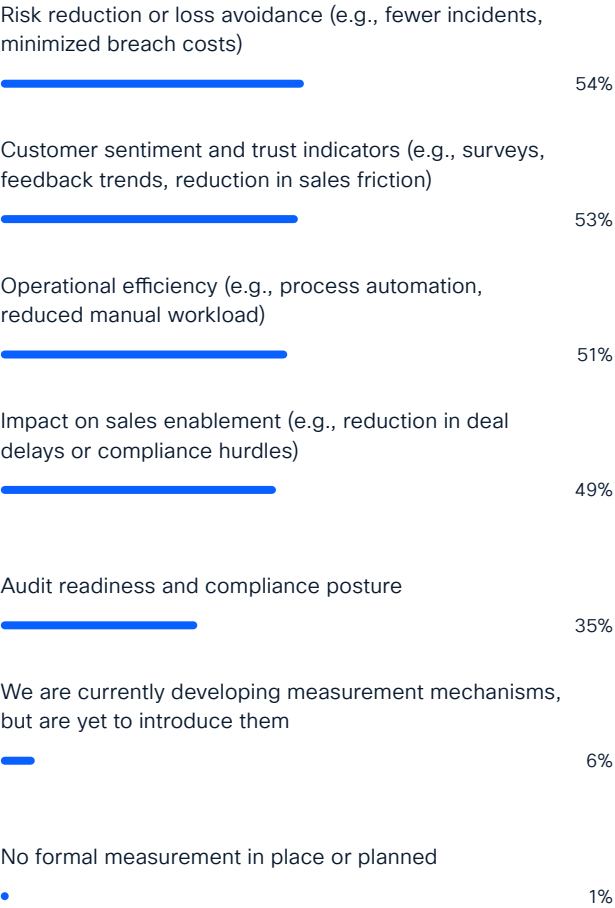 Risk reduction or loss avoidance (e.g., fewer incidents,
minimized breach costs)
54%
Customer sentiment and trust indicators (e.g., surveys,
feedback trends, reduction in sales friction)
53%
Operational efficiency (e.g., process automation,
reduced manual workload)
51%
Impact on sales enablement (e.g., reduction in deal
delays or compliance hurdles)
49%
Audit readiness and compliance posture
35%
We are currently developing measurement mechanisms,
but are yet to introduce them
6%
No formal measurement in place or planned
1%